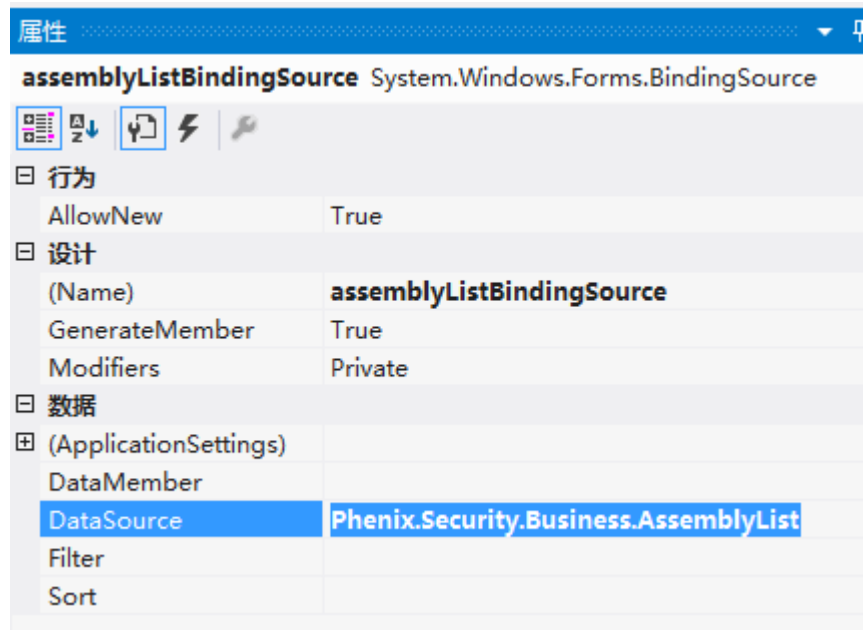 属性
assemblyListBindingSource System.Windows.Forms.BindingSource
行为
AllowNew True
设计
(Name) assemblyListBindingSource
GenerateMember True
Modifiers Private
数据
(ApplicationSettings)
DataMember
DataSource Phenix.Security.Business.AssemblyList
Filter
Sort